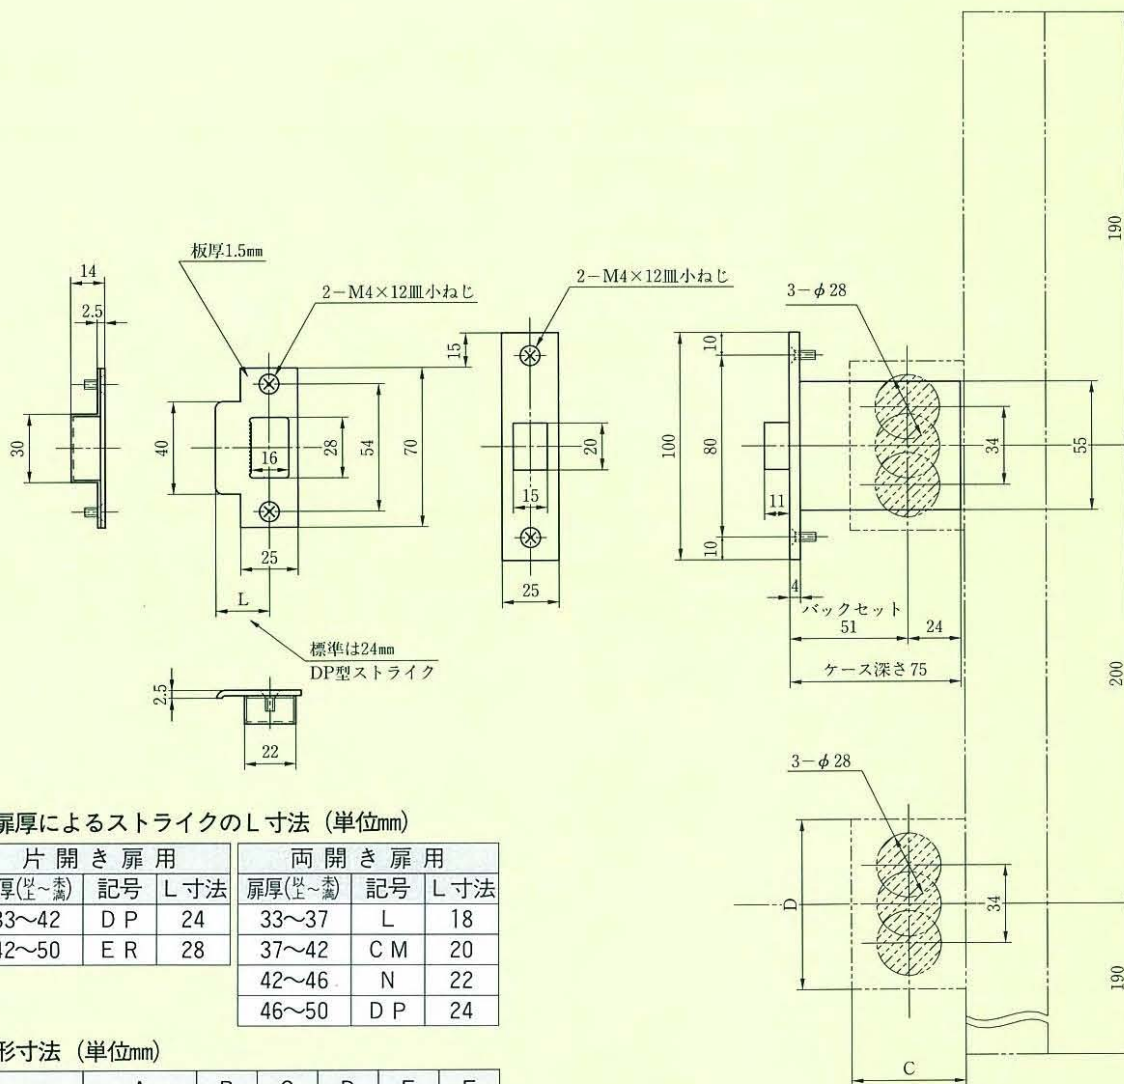 板厚1.5mm
14
2.5
30
2-M4×12皿小ねじ
15
40
16
28
54
70
25
L
標準は24mm
DP型ストライク
2.5
22
2-M4×12皿小ねじ
20
15
25
3-φ28
10
100
80
11
10
4
34
55
バックセット
51
24
ケース深さ75
190
200
190
3-φ28
D
34
C
扉厚によるストライクのL寸法（単位mm）
片開き扉用
厚(以上～未満) 記号 L寸法
33～42 DP 24
42～50 ER 28
両開き扉用
扉厚(以上～未満) 記号 L寸法
33～37 L 18
37～42 CM 20
42～46 N 22
46～50 DP 24
形寸法（単位mm）